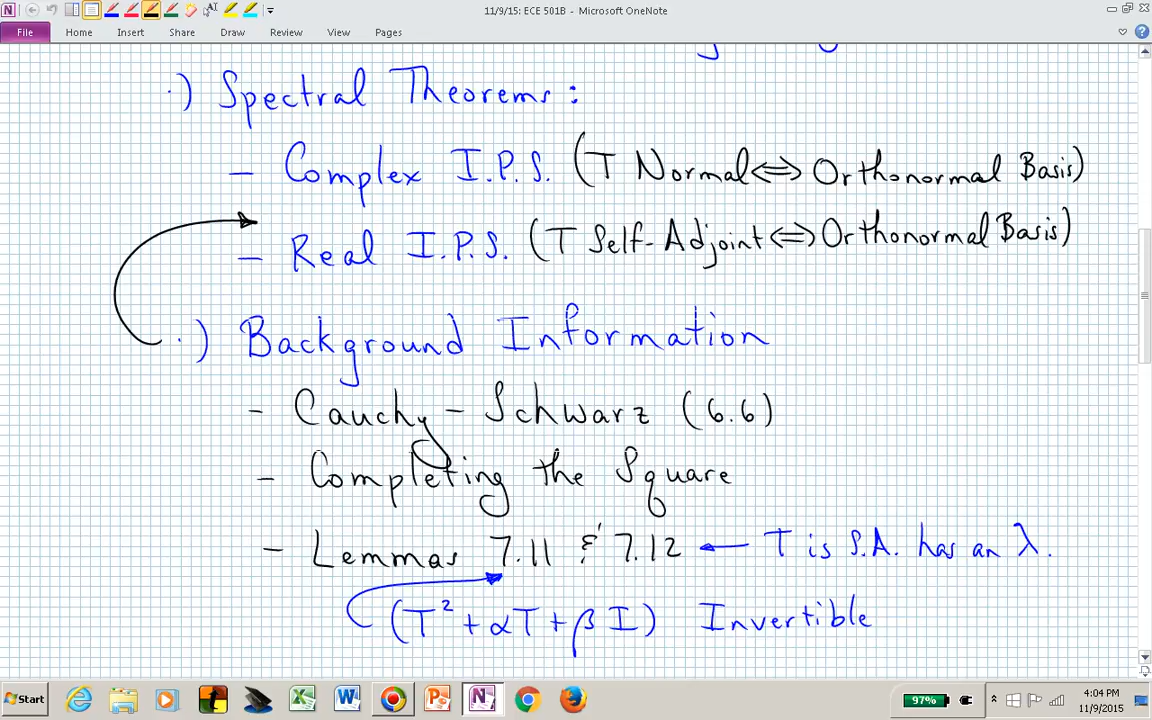 11/9/15: ECE 501B - Microsoft OneNote
File Home Insert Share Draw Review View Pages
·) Spectral Theorems:
- Complex I.P.S. (T Normal <=> Orthonormal Basis)
- Real I.P.S. (T Self-Adjoint <=> Orthonormal Basis)
·) Background Information
- Cauchy - Schwarz (6.6)
- Completing the Square
- Lemmas 7.11 & 7.12 ← T is S.A. has an λ.
(T² + αT + βI) Invertible
Start 97% 4:04 PM
11/9/2015